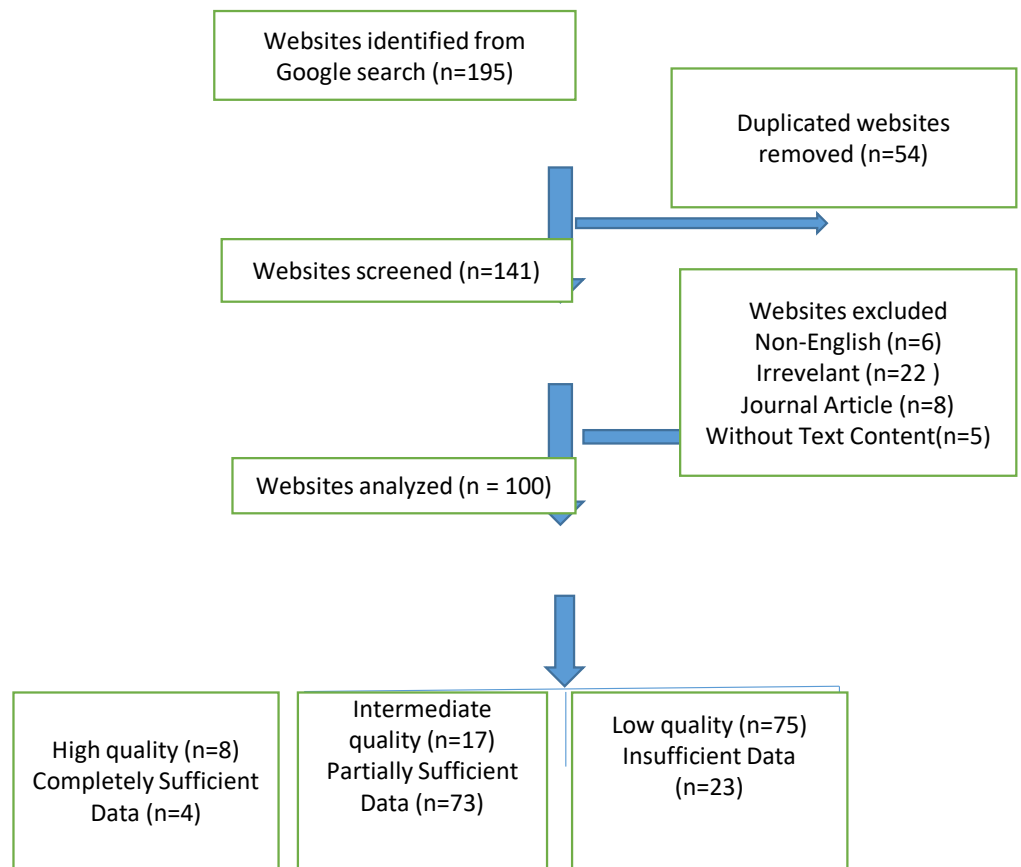 Websites identified from
Google search (n=195)
Duplicated websites
removed (n=54)
Websites screened (n=141)
Websites excluded
Non-English (n=6)
Irrevelant (n=22 )
Journal Article (n=8)
Without Text Content(n=5)
Websites analyzed (n = 100)
High quality (n=8)
Completely Sufficient
Data (n=4)
Intermediate
quality (n=17)
Partially Sufficient
Data (n=73)
Low quality (n=75)
Insufficient Data
(n=23)